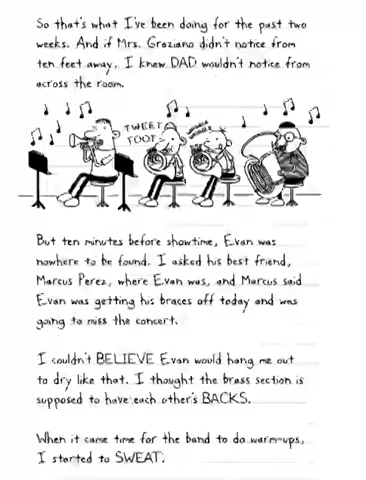 So that's what I've been doing for the past two
weeks. And if Mrs. Graziano didn't notice from
ten feet away, I knew DAD wouldn't notice from
across the room.
TWEET
TOOT
But ten minutes before showtime, Evan was
nowhere to be found. I asked his best friend,
Marcus Perez, where Evan was, and Marcus said
Evan was getting his braces off today and was
going to miss the concert.
I couldn't BELIEVE Evan would hang me out
to dry like that. I thought the brass section is
supposed to have each other's BACKS.
When it came time for the band to do warm-ups,
I started to SWEAT.